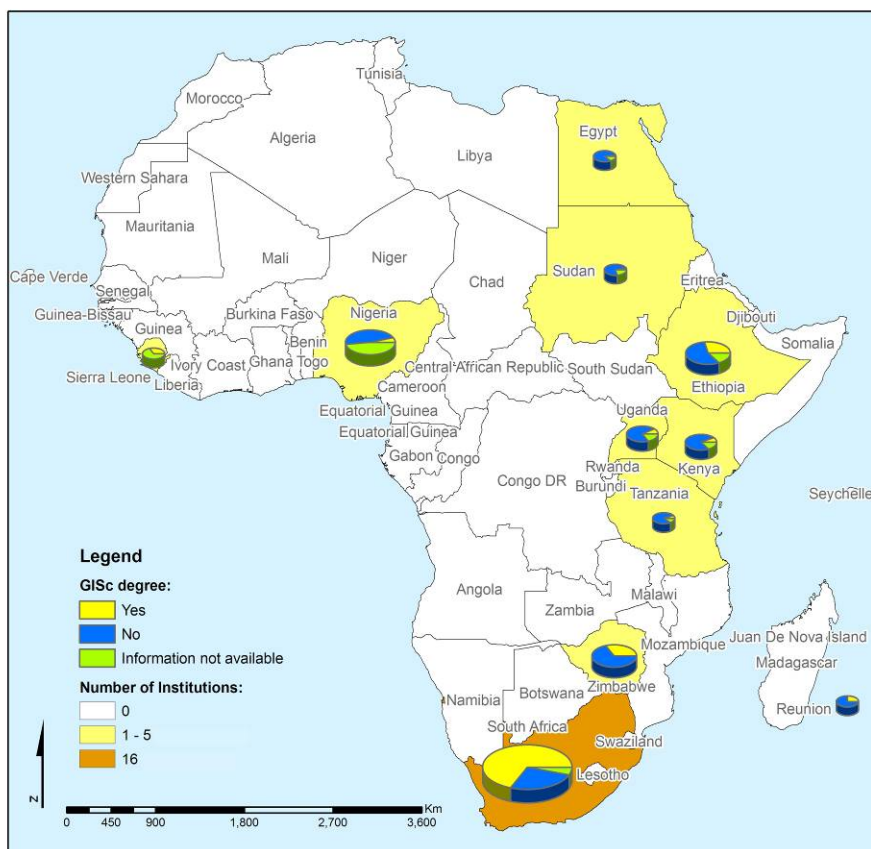 Tunisia
Morocco
Algeria
Libya
Egypt
Western Sahara
Mauritania
Mali
Niger
Chad
Sudan
Eritrea
Cape Verde
Senegal
Guinea-Bissau
Guinea
Burkina Faso
Nigeria
Djibouti
Somalia
Benin
Ivory Coast
Ghana
Togo
Sierra Leone
Liberia
Central African Republic
South Sudan
Ethiopia
Cameroon
Equatorial Guinea
Equatorial Guinea
Uganda
Kenya
Gabon
Congo
Congo DR
Rwanda
Burundi
Tanzania
Seychelle
Angola
Zambia
Malawi
Mozambique
Juan De Nova Island
Madagascar
Zimbabwe
Namibia
Botswana
Reunion
South Africa
Swaziland
Lesotho
Legend
GISc degree:
Yes
No
Information not available
Number of Institutions:
0
1 - 5
16
N
Km
0 450 900 1,800 2,700 3,600